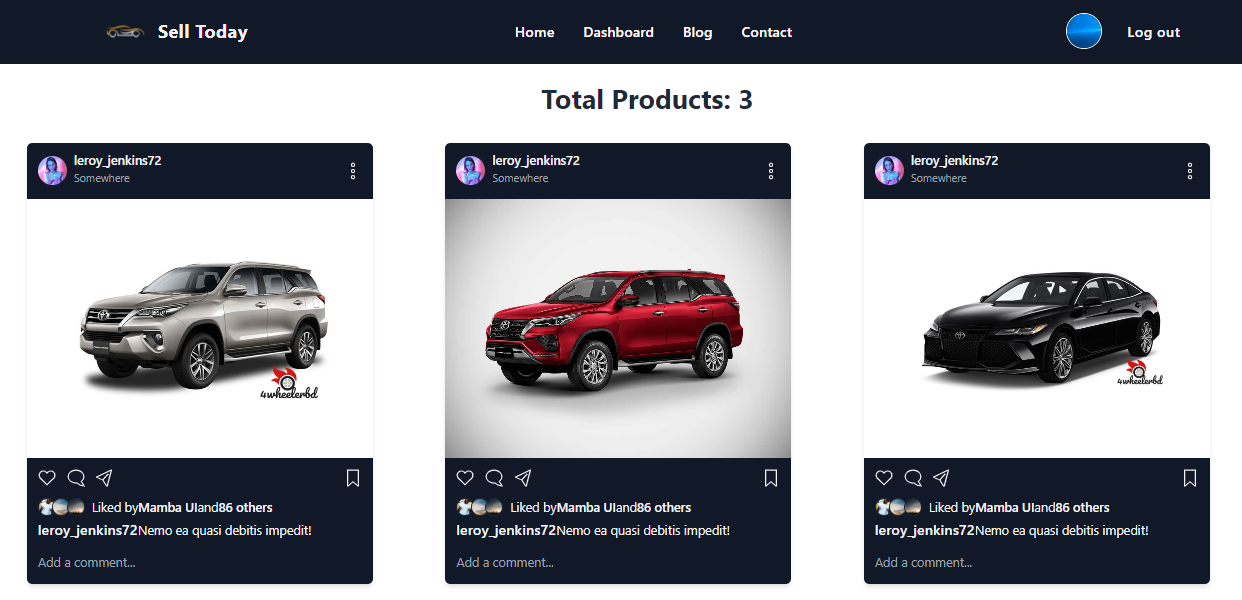 Sell Today
Home Dashboard Blog Contact
Log out
Total Products: 3
leroy_jenkins72
Somewhere
4wheelerbd
Liked byMamba UIand86 others
leroy_jenkins72Nemo ea quasi debitis impedit!
Add a comment...
leroy_jenkins72
Somewhere
Liked byMamba UIand86 others
leroy_jenkins72Nemo ea quasi debitis impedit!
Add a comment...
leroy_jenkins72
Somewhere
4wheelerbd
Liked byMamba UIand86 others
leroy_jenkins72Nemo ea quasi debitis impedit!
Add a comment...